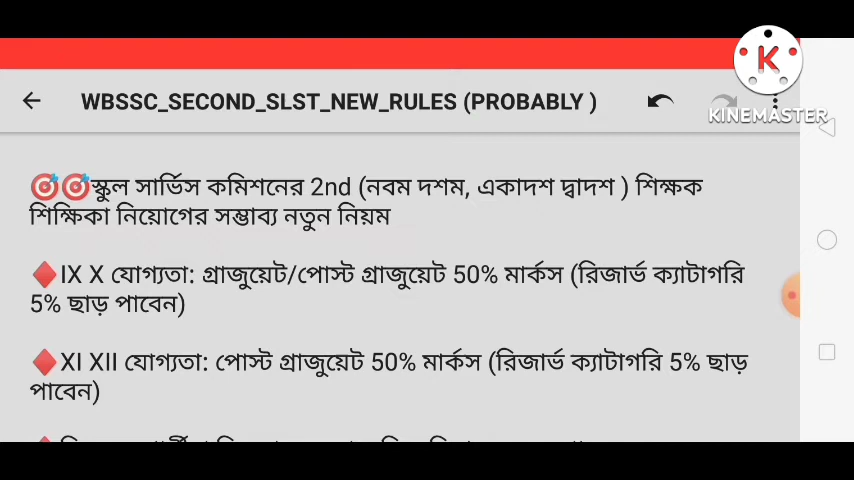 WBSSC_SECOND_SLST_NEW_RULES (PROBABLY )
K
KINEMASTER
🎯🎯স্কুল সার্ভিস কমিশনের 2nd (নবম দশম, একাদশ দ্বাদশ ) শিক্ষক
শিক্ষিকা নিয়োগের সম্ভাব্য নতুন নিয়ম
♦️IX X যোগ্যতা: গ্রাজুয়েট/পোস্ট গ্রাজুয়েট 50% মার্কস (রিজার্ভ ক্যাটাগরি
5% ছাড় পাবেন)
♦️XI XII যোগ্যতা: পোস্ট গ্রাজুয়েট 50% মার্কস (রিজার্ভ ক্যাটাগরি 5% ছাড়
পাবেন)